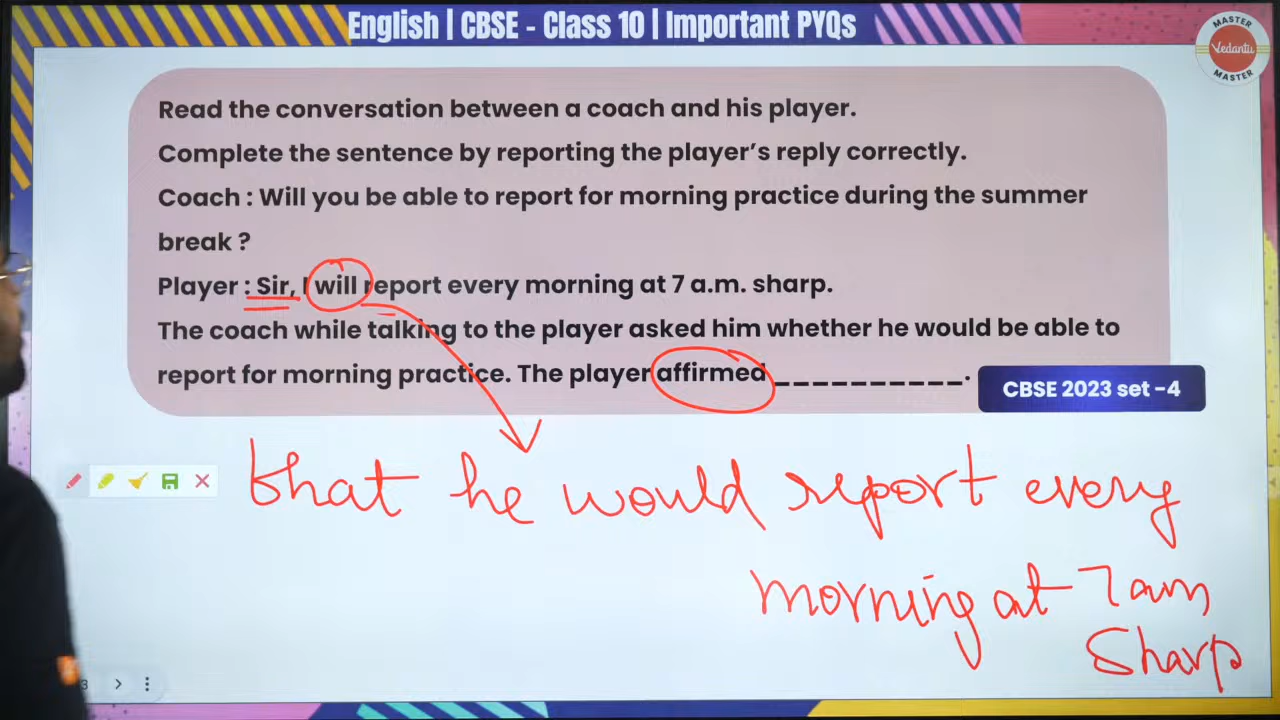 English | CBSE - Class 10 | Important PYQs
MASTER
Vedantu
MASTER
Read the conversation between a coach and his player.
Complete the sentence by reporting the player's reply correctly.
Coach : Will you be able to report for morning practice during the summer
break ?
Player : Sir, I will report every morning at 7 a.m. sharp.
The coach while talking to the player asked him whether he would be able to
report for morning practice. The player affirmed __________.
CBSE 2023 set -4
that he would report every
morning at 7 am
Sharp
3